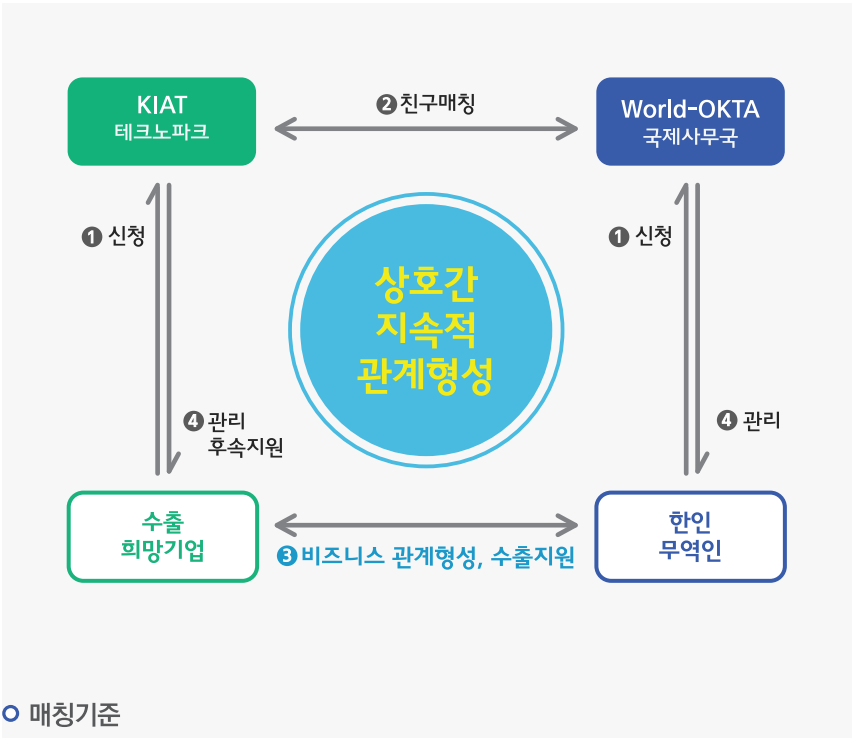 KIAT
테크노파크
❷친구매칭
World-OKTA
국제사무국
❶ 신청
❶ 신청
상호간
지속적
관계형성
❹ 관리
후속지원
❹ 관리
수출
희망기업
❸비즈니스 관계형성, 수출지원
한인
무역인
매칭기준